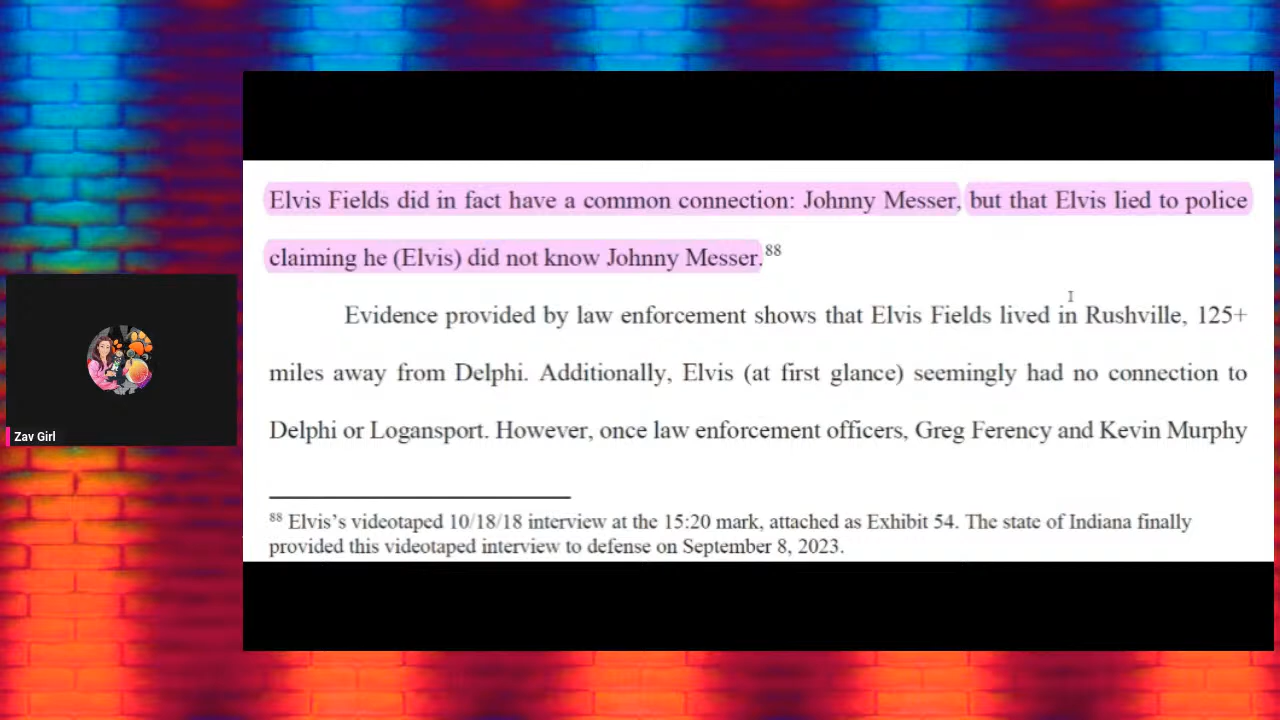 Elvis Fields did in fact have a common connection: Johnny Messer, but that Elvis lied to police
claiming he (Elvis) did not know Johnny Messer.88
Evidence provided by law enforcement shows that Elvis Fields lived in Rushville, 125+
miles away from Delphi. Additionally, Elvis (at first glance) seemingly had no connection to
Delphi or Logansport. However, once law enforcement officers, Greg Ferency and Kevin Murphy
88 Elvis’s videotaped 10/18/18 interview at the 15:20 mark, attached as Exhibit 54. The state of Indiana finally
provided this videotaped interview to defense on September 8, 2023.
Zav Girl